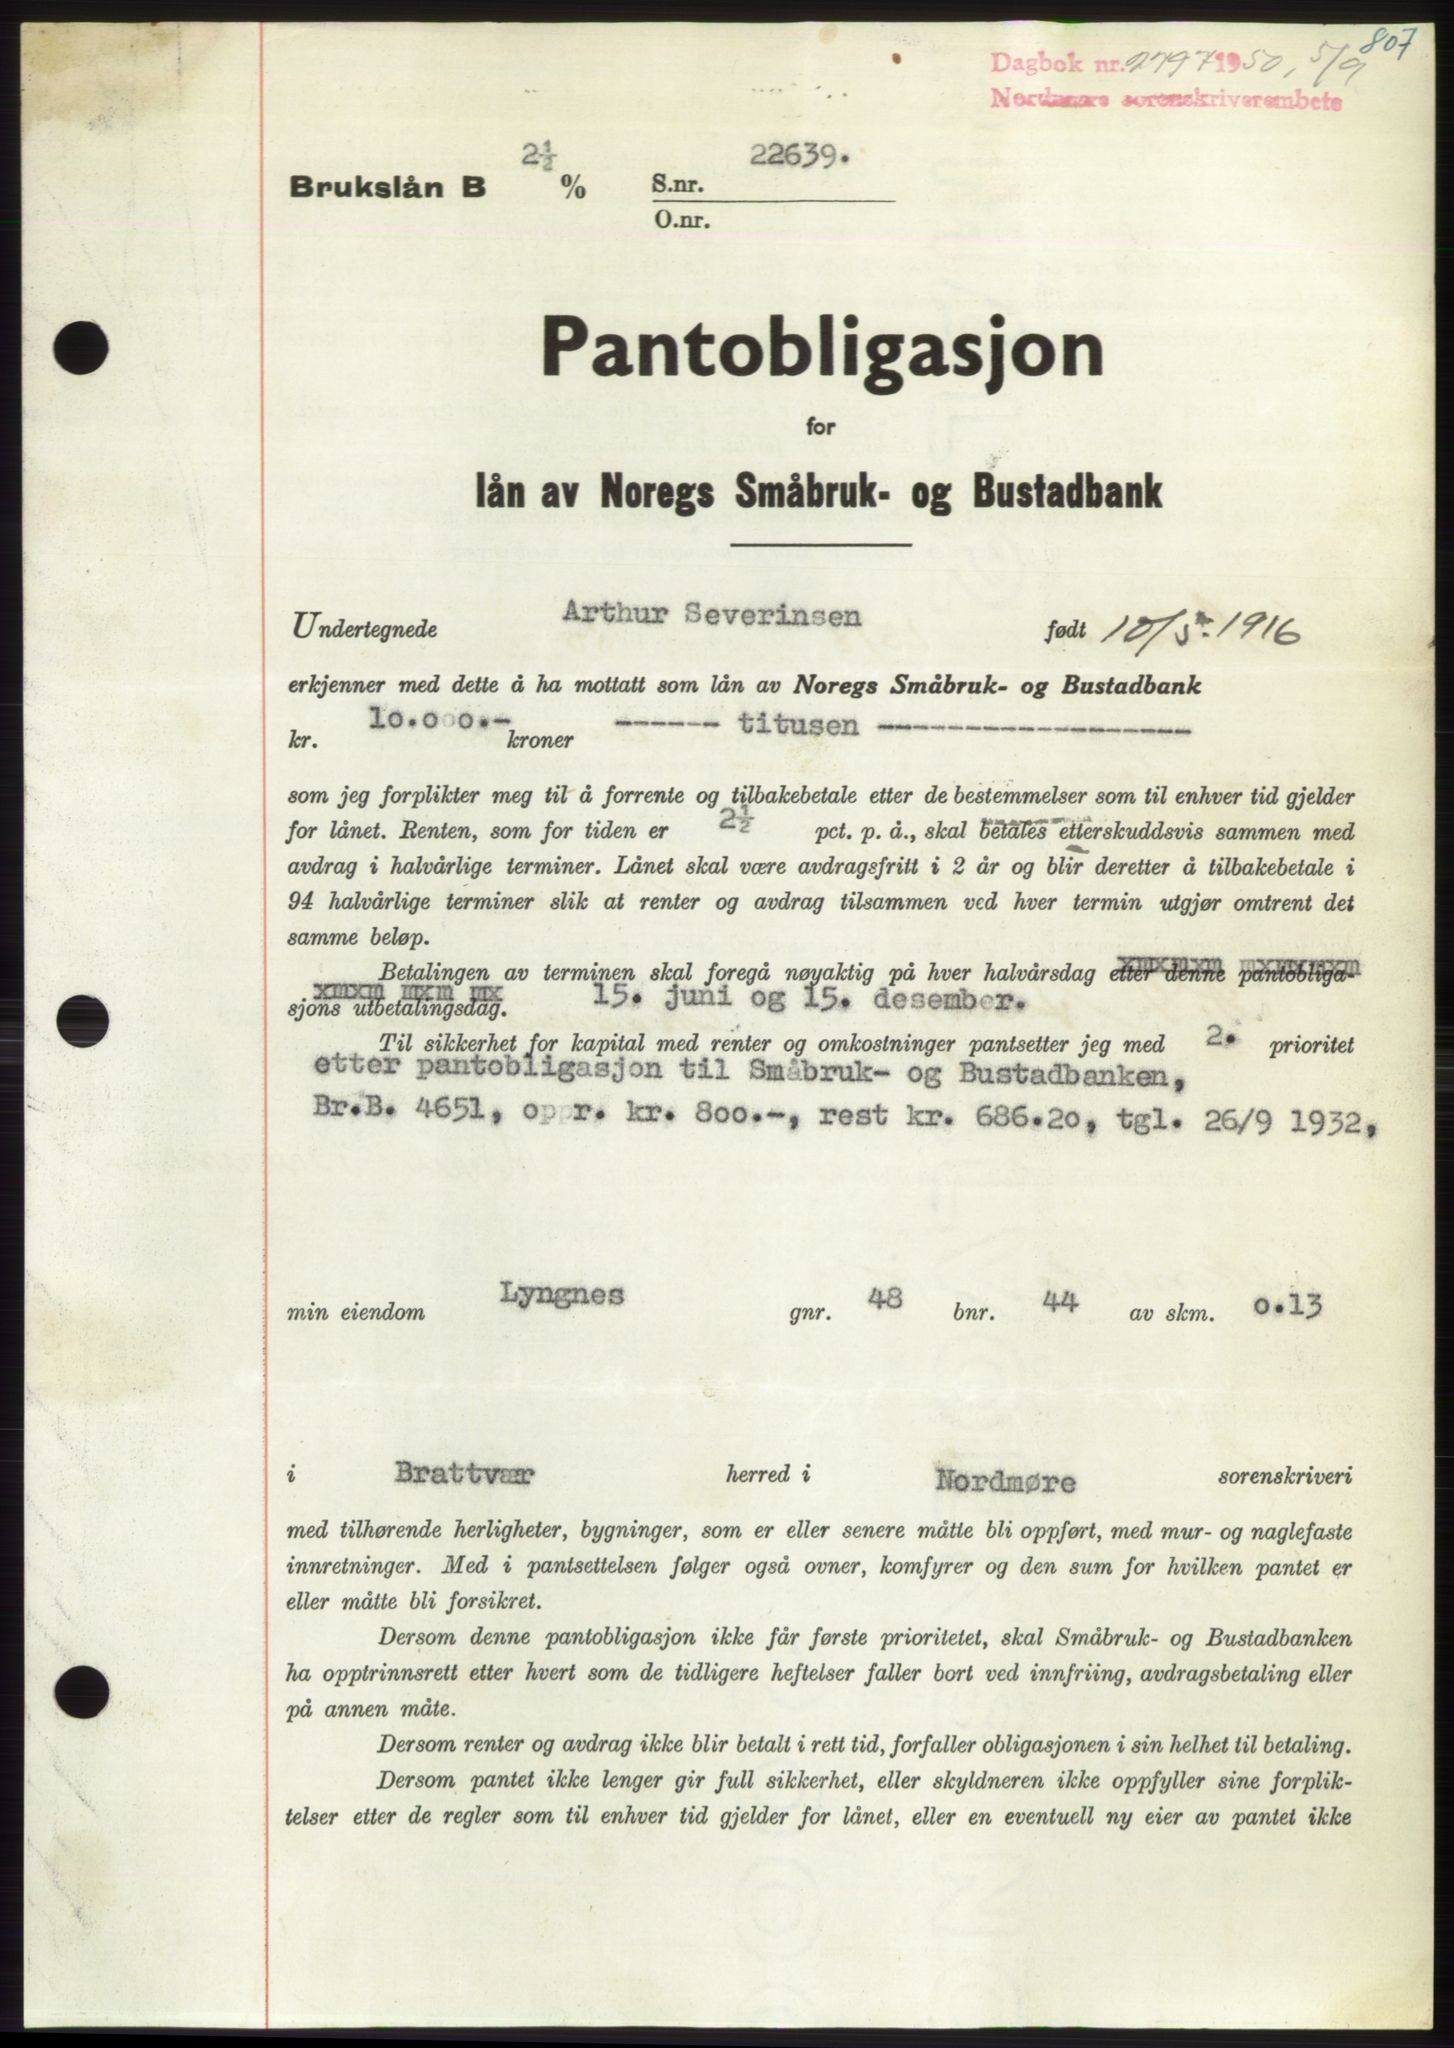 807
Dagbok nr. 2797 1950, 5/9
Nordmøre sorenskriverembete
2½ 22639.
Brukslån B % S.nr.
O.nr.
Pantobligasjon
for
lån av Noregs Småbruk- og Bustadbank
Undertegnede Arthur Severinsen født 10/5.1916
erkjenner med dette å ha mottatt som lån av Noregs Småbruk- og Bustadbank
kr. 10.000.- kroner ------ titusen ------------------
som jeg forplikter meg til å forrente og tilbakebetale etter de bestemmelser som til enhver tid gjelder
for lånet. Renten, som for tiden er 2½ pct. p. å., skal betales etterskuddsvis sammen med
avdrag i halvårlige terminer. Lånet skal være avdragsfritt i 2 år og blir deretter å tilbakebetale i
94 halvårlige terminer slik at renter og avdrag tilsammen ved hver termin utgjør omtrent det
samme beløp.
Betalingen av terminen skal foregå nøyaktig på hver halvårsdag etter denne pantobliga-
sjons utbetalingsdag. 15. juni og 15. desember.
Til sikkerhet for kapital med renter og omkostninger pantsetter jeg med 2. prioritet
etter pantobligasjon til Småbruk- og Bustadbanken,
Br.B. 4651, oppr. kr. 800.-, rest kr. 686.20, tgl. 26/9 1932,
min eiendom Lyngnes gnr. 48 bnr. 44 av skm. 0.13
i Brattvær herred i Nordmøre sorenskriveri
med tilhørende herligheter, bygninger, som er eller senere måtte bli oppført, med mur- og naglefaste
innretninger. Med i pantsettelsen følger også ovner, komfyrer og den sum for hvilken pantet er
eller måtte bli forsikret.
Dersom denne pantobligasjon ikke får første prioritetet, skal Småbruk- og Bustadbanken
ha opptrinnsrett etter hvert som de tidligere heftelser faller bort ved innfriing, avdragsbetaling eller
på annen måte.
Dersom renter og avdrag ikke blir betalt i rett tid, forfaller obligasjonen i sin helhet til betaling.
Dersom pantet ikke lenger gir full sikkerhet, eller skyldneren ikke oppfyller sine forplik-
telser etter de regler som til enhver tid gjelder for lånet, eller en eventuell ny eier av pantet ikke